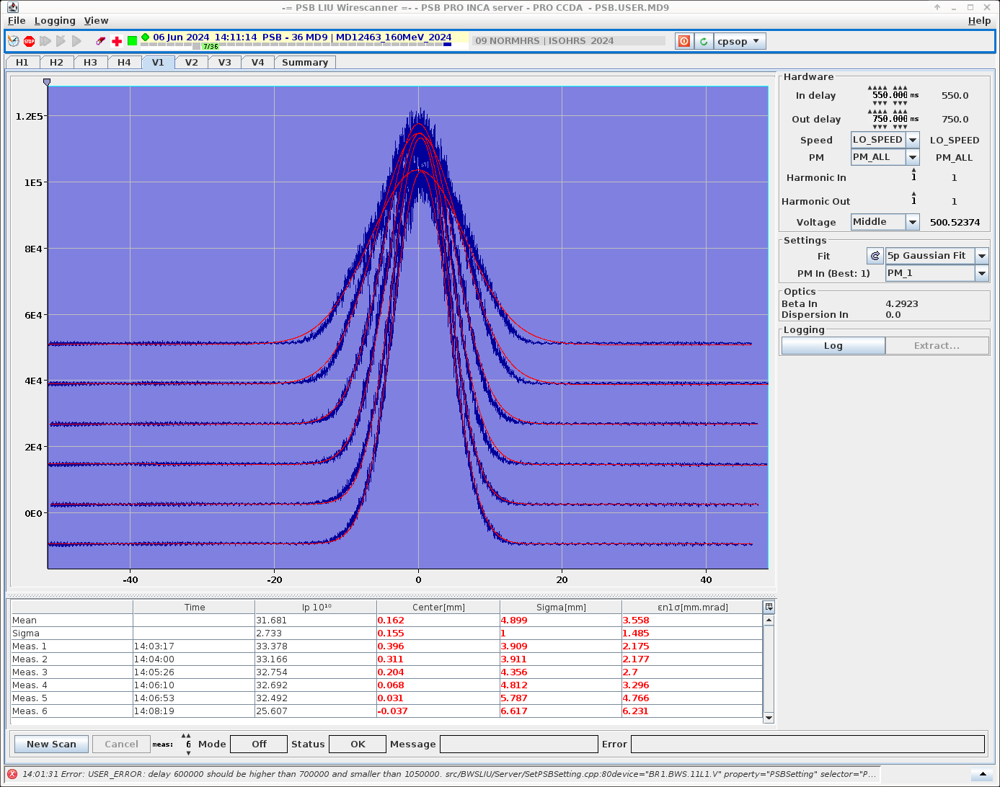 -= PSB LIU Wirescanner =- - PSB PRO INCA server - PRO CCDA - PSB.USER.MD9
File Logging View Help
STOP 06 Jun 2024 14:11:14 PSB - 36 MD9 | MD12463_160MeV_2024 09 NORMHRS | ISOHRS_2024 cpsop
7/36
H1 H2 H3 H4 V1 V2 V3 V4 Summary
1.2E5
1E5
8E4
6E4
4E4
2E4
0E0
-40 -20 0 20 40
Hardware
In delay 550.000 ms 550.0
Out delay 750.000 ms 750.0
Speed LO_SPEED LO_SPEED
PM PM_ALL PM_ALL
Harmonic In 1 1
Harmonic Out 1 1
Voltage Middle 500.52374
Settings
Fit 5p Gaussian Fit
PM In (Best: 1) PM_1
Optics
Beta In 4.2923
Dispersion In 0.0
Logging
Log Extract...
Time Ip 10¹⁰ Center[mm] Sigma[mm] εn1σ[mm.mrad]
Mean 31.681 0.162 4.899 3.558
Sigma 2.733 0.155 1 1.485
Meas. 1 14:03:17 33.378 0.396 3.909 2.175
Meas. 2 14:04:00 33.166 0.311 3.911 2.177
Meas. 3 14:05:26 32.754 0.204 4.356 2.7
Meas. 4 14:06:10 32.692 0.068 4.812 3.296
Meas. 5 14:06:53 32.492 0.031 5.787 4.766
Meas. 6 14:08:19 25.607 -0.037 6.617 6.231
New Scan Cancel meas: 6 Mode Off Status OK Message Error
14:01:31 Error: USER_ERROR: delay 600000 should be higher than 700000 and smaller than 1050000. src/BWSLIU/Server/SetPSBSetting.cpp:80device="BR1.BWS.11L1.V" property="PSBSetting" selector="P...